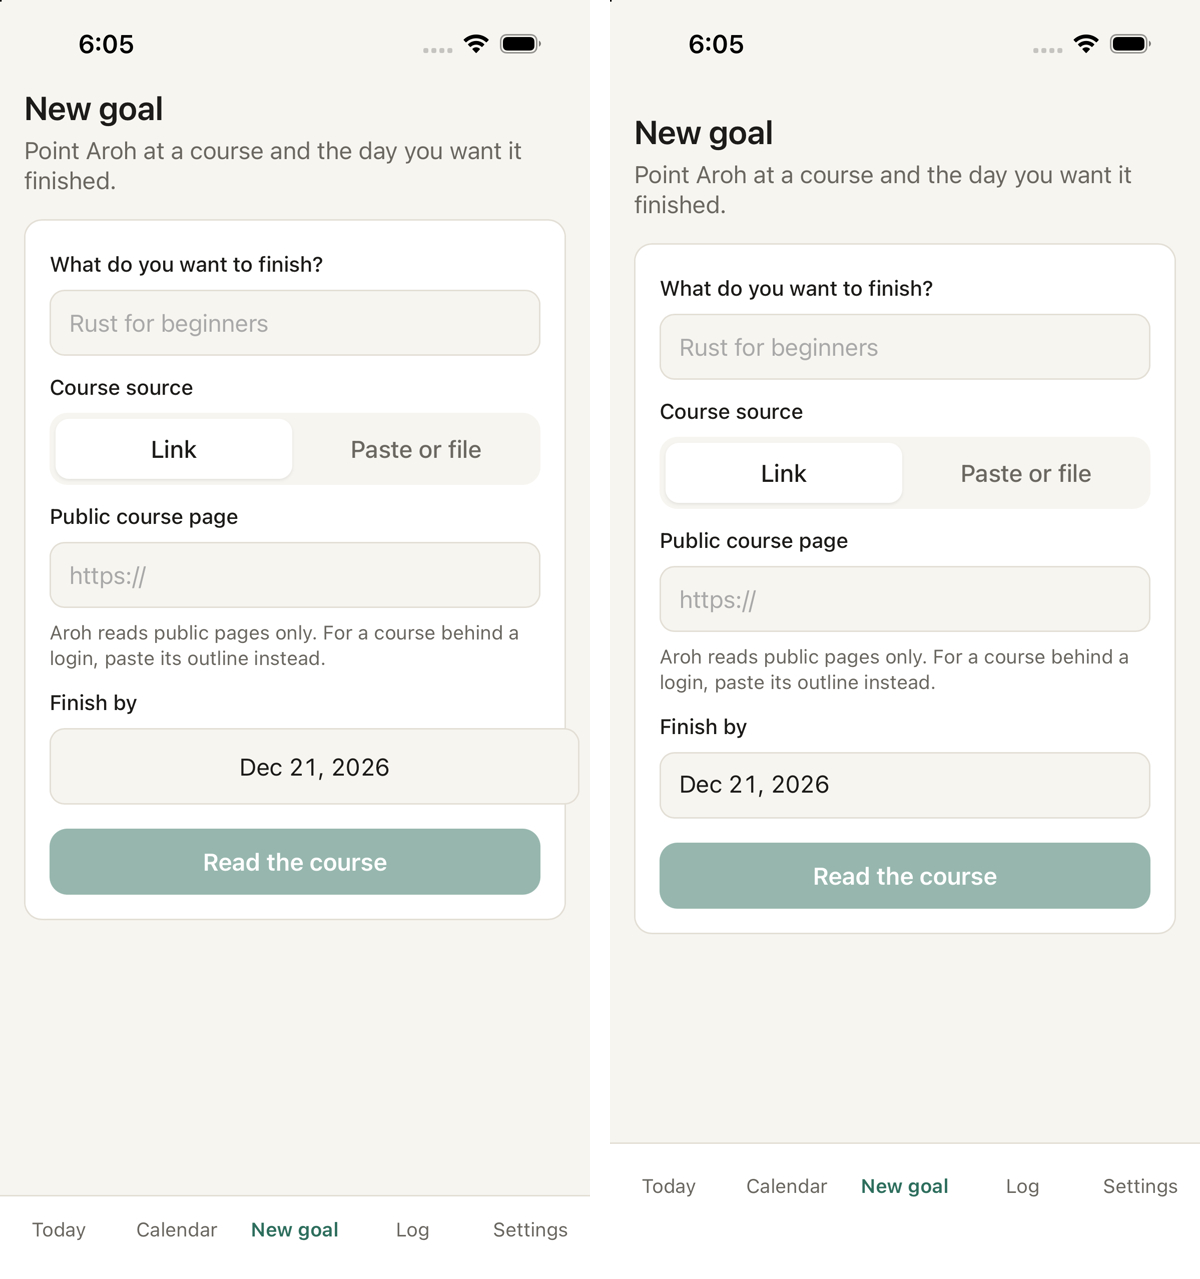 6:05
New goal
Point Aroh at a course and the day you want it
finished.
What do you want to finish?
Rust for beginners
Course source
Link
Paste or file
Public course page
https://
Aroh reads public pages only. For a course behind a
login, paste its outline instead.
Finish by
Dec 21, 2026
Read the course
Today
Calendar
New goal
Log
Settings
6:05
New goal
Point Aroh at a course and the day you want it
finished.
What do you want to finish?
Rust for beginners
Course source
Link
Paste or file
Public course page
https://
Aroh reads public pages only. For a course behind a
login, paste its outline instead.
Finish by
Dec 21, 2026
Read the course
Today
Calendar
New goal
Log
Settings